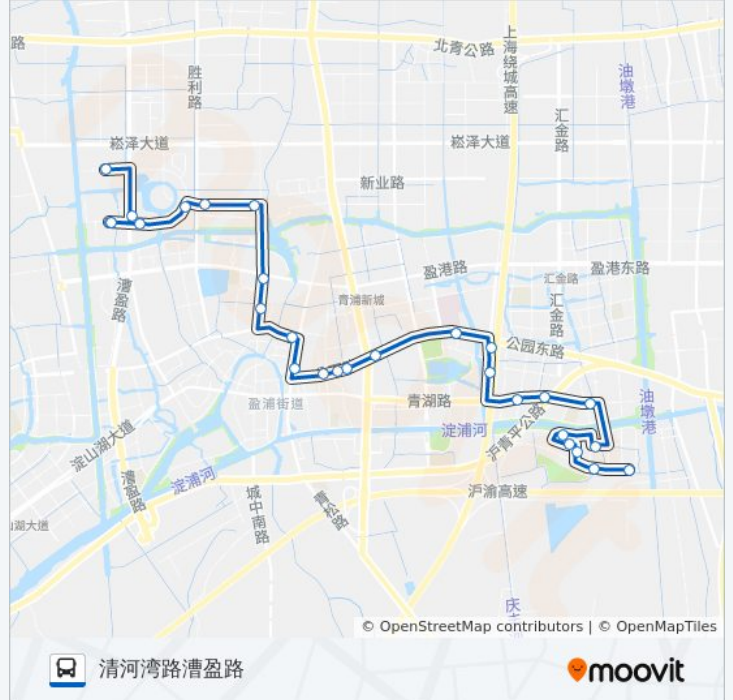 路
北青公路
上海绕城高速
油墩港
胜利路
汇金路
崧泽大道
崧泽大道
新业路
盈港路
盈港东路
汇金路
漕盈路
青浦新城
汇金路
公园东路
盈浦街道
青湖路
油墩港
淀浦河
沪青平公路
淀山湖大道
淀浦河
漕盈路
城中南路
青松路
沪渝高速
湖大道
© OpenStreetMap contributors | © OpenMapTiles
清河湾路漕盈路
moovit